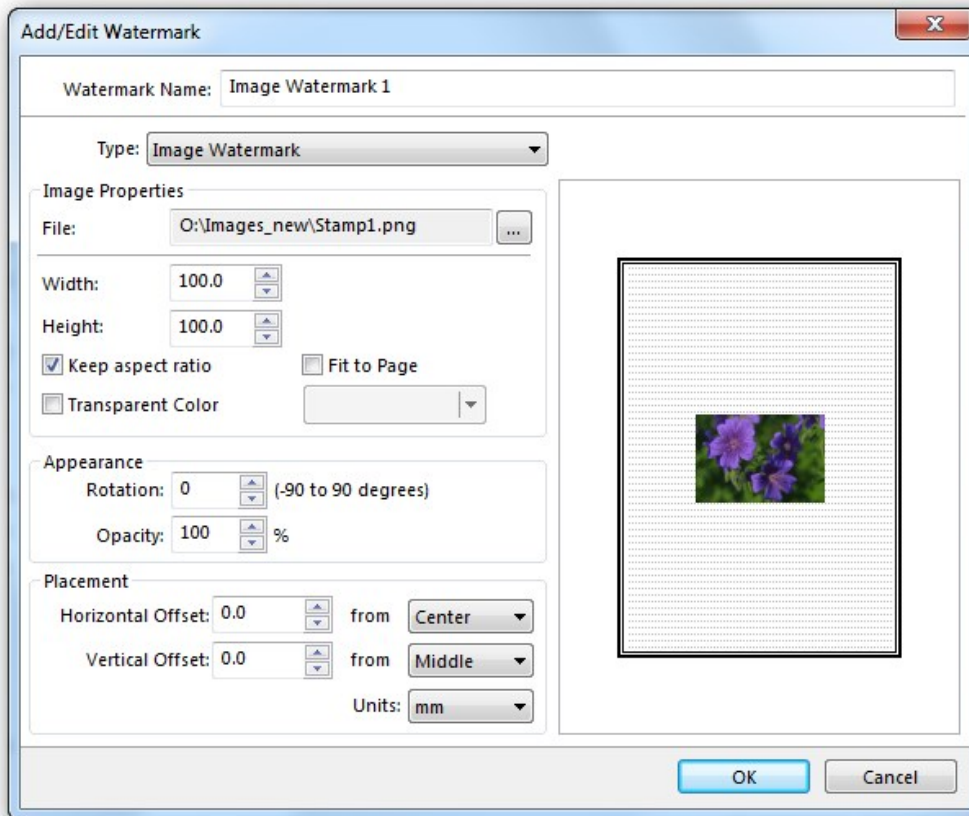 Add/Edit Watermark
Watermark Name: Image Watermark 1
Type: Image Watermark
Image Properties
File: O:\Images_new\Stamp1.png ...
Width: 100.0
Height: 100.0
Keep aspect ratio Fit to Page
Transparent Color
Appearance
Rotation: 0 (-90 to 90 degrees)
Opacity: 100 %
Placement
Horizontal Offset: 0.0 from Center
Vertical Offset: 0.0 from Middle
Units: mm
OK Cancel